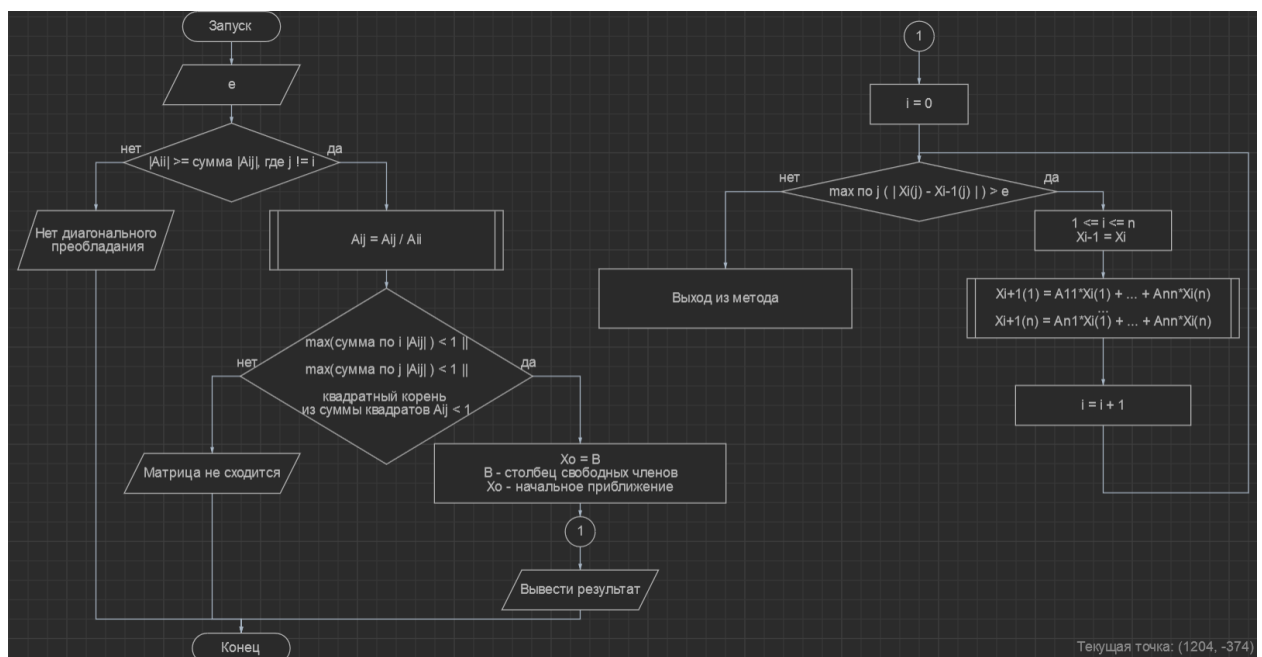 Запуск
e
нет
да
|Aii| >= сумма |Aij|, где j != i
Нет диагонального
преобладания
Aij = Aij / Aii
max(сумма по i |Aij| ) < 1 ||
max(сумма по j |Aij| ) < 1 ||
квадратный корень
из суммы квадратов Aij < 1
нет
да
Матрица не сходится
Xo = B
B - столбец свободных членов
Xo - начальное приближение
1
Вывести результат
Конец
1
i = 0
нет
да
max по j ( | Xi(j) - Xi-1(j) | ) > e
1 <= i <= n
Xi-1 = Xi
Выход из метода
Xi+1(1) = A11*Xi(1) + ... + Ann*Xi(n)
...
Xi+1(n) = An1*Xi(1) + ... + Ann*Xi(n)
i = i + 1
Текущая точка: (1204, -374)